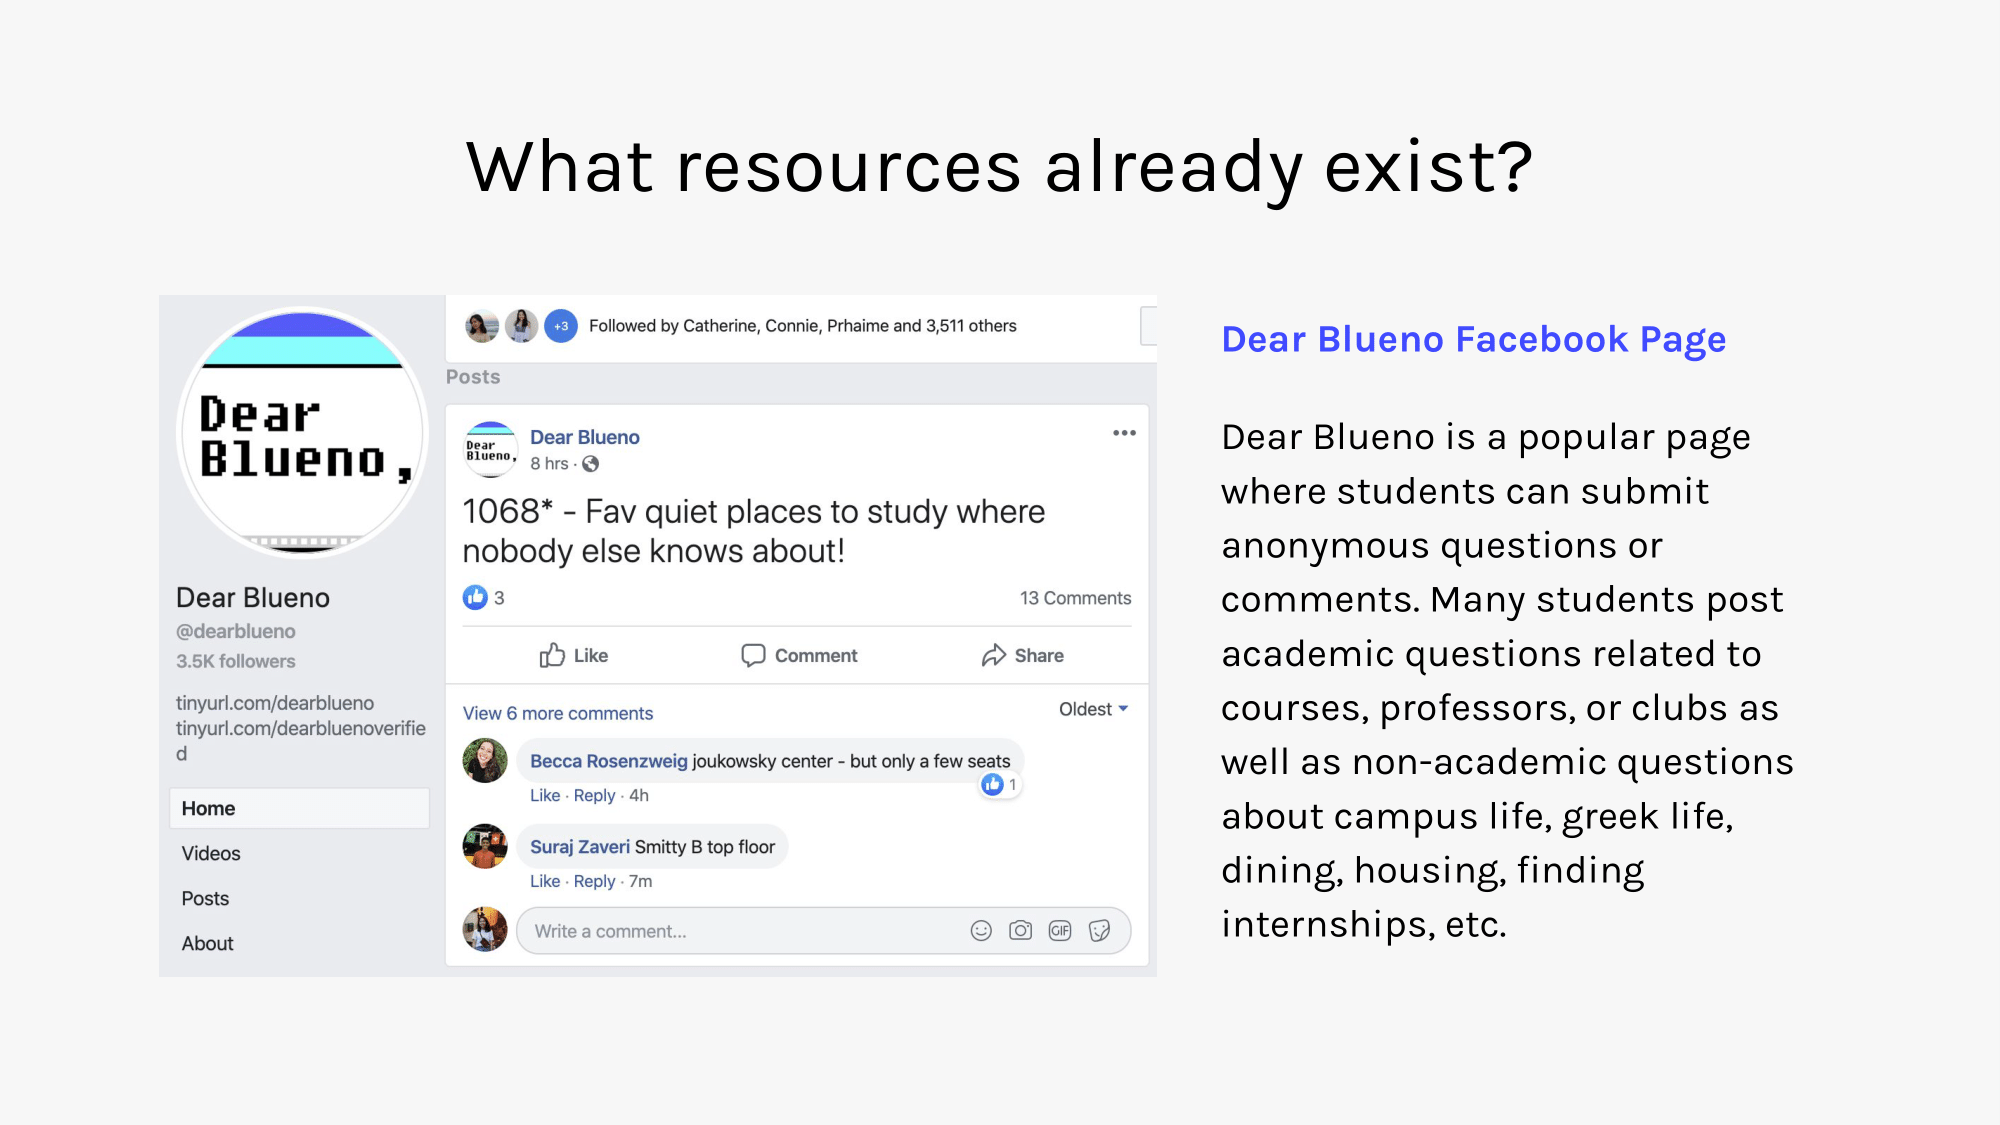 What resources already exist?
Dear
Blueno,
Dear Blueno
@dearblueno
3.5K followers
tinyurl.com/dearblueno
tinyurl.com/dearbluenoverifie
d
Home
Videos
Posts
About
+3 Followed by Catherine, Connie, Prhaime and 3,511 others
Posts
Dear
Blueno,
Dear Blueno
8 hrs ·
1068* - Fav quiet places to study where
nobody else knows about!
3 13 Comments
Like Comment Share
View 6 more comments Oldest
Becca Rosenzweig joukowsky center - but only a few seats
1
Like · Reply · 4h
Suraj Zaveri Smitty B top floor
Like · Reply · 7m
Write a comment... GIF
Dear Blueno Facebook Page
Dear Blueno is a popular page
where students can submit
anonymous questions or
comments. Many students post
academic questions related to
courses, professors, or clubs as
well as non-academic questions
about campus life, greek life,
dining, housing, finding
internships, etc.